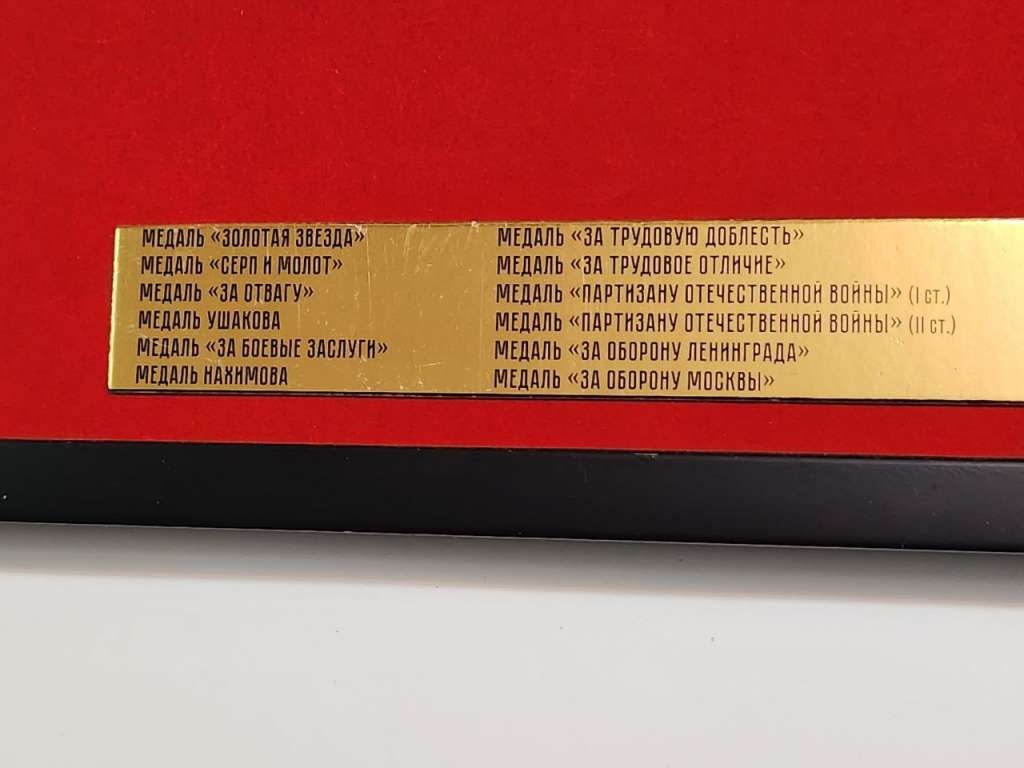 МЕДАЛЬ «ЗОЛОТАЯ ЗВЕЗДА»
МЕДАЛЬ «СЕРП И МОЛОТ»
МЕДАЛЬ «ЗА ОТВАГУ»
МЕДАЛЬ УШАКОВА
МЕДАЛЬ «ЗА БОЕВЫЕ ЗАСЛУГИ»
МЕДАЛЬ НАХИМОВА
МЕДАЛЬ «ЗА ТРУДОВУЮ ДОБЛЕСТЬ»
МЕДАЛЬ «ЗА ТРУДОВОЕ ОТЛИЧИЕ»
МЕДАЛЬ «ПАРТИЗАНУ ОТЕЧЕСТВЕННОЙ ВОЙНЫ» (I СТ.)
МЕДАЛЬ «ПАРТИЗАНУ ОТЕЧЕСТВЕННОЙ ВОЙНЫ» (II СТ.)
МЕДАЛЬ «ЗА ОБОРОНУ ЛЕНИНГРАДА»
МЕДАЛЬ «ЗА ОБОРОНУ МОСКВЫ»